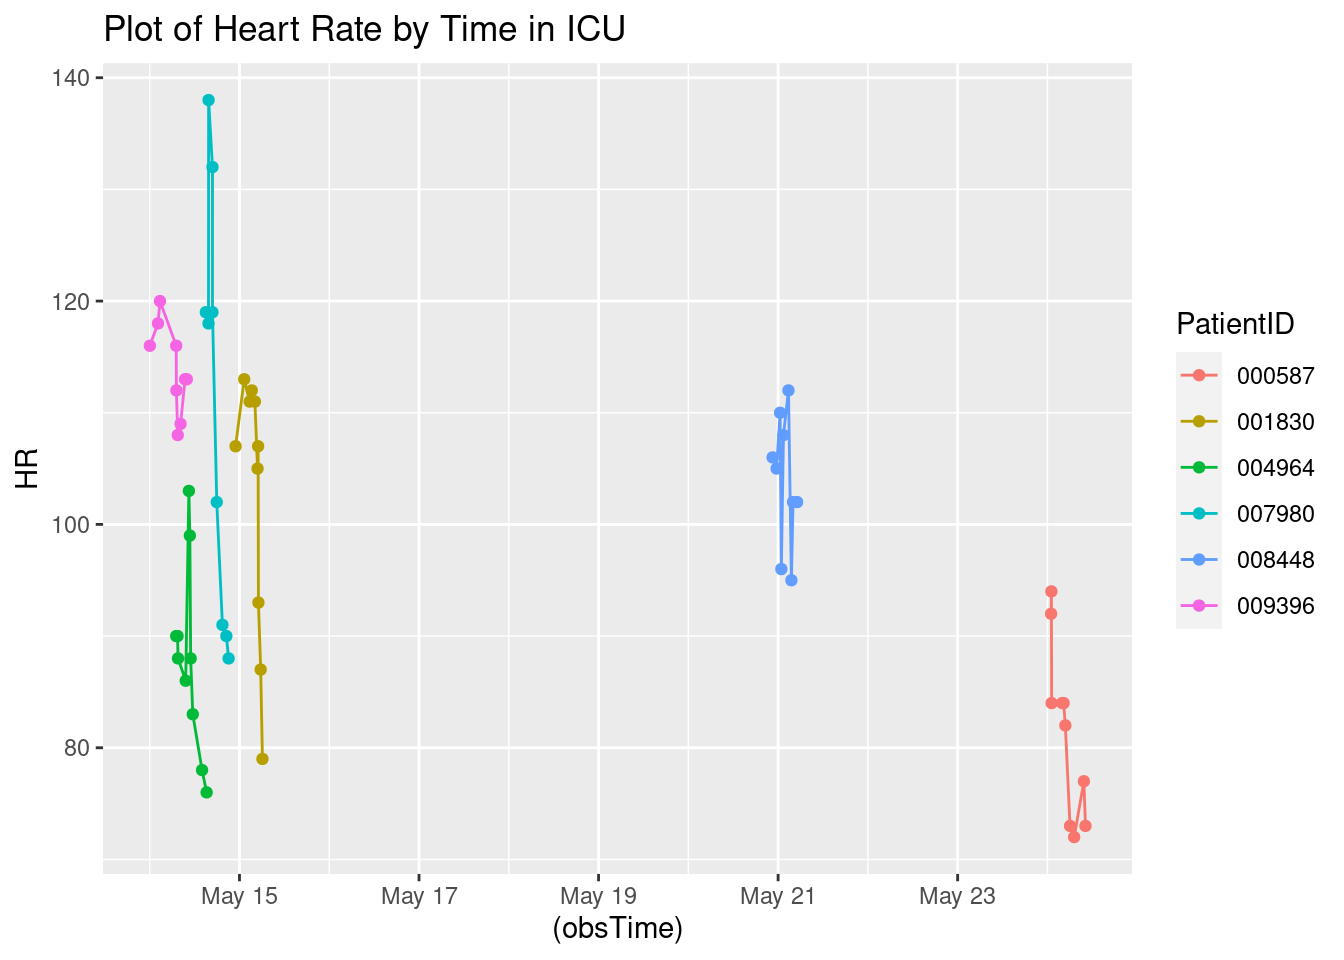 Plot of Heart Rate by Time in ICU
140
120
100
80
HR
May 15
May 17
May 19
May 21
May 23
(obsTime)
PatientID
000587
001830
004964
007980
008448
009396